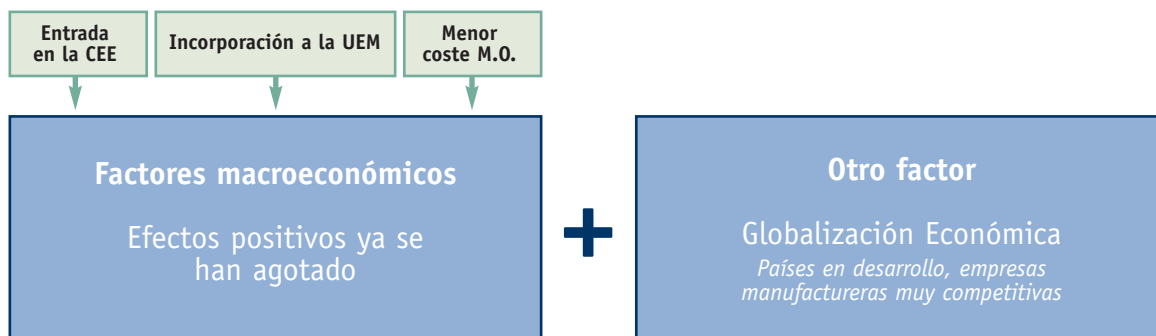 Entrada
en la CEE
Incorporación a la UEM
Menor
coste M.O.
Factores macroeconómicos
Efectos positivos ya se
han agotado
+
Otro factor
Globalización Económica
Países en desarrollo, empresas
manufactureras muy competitivas